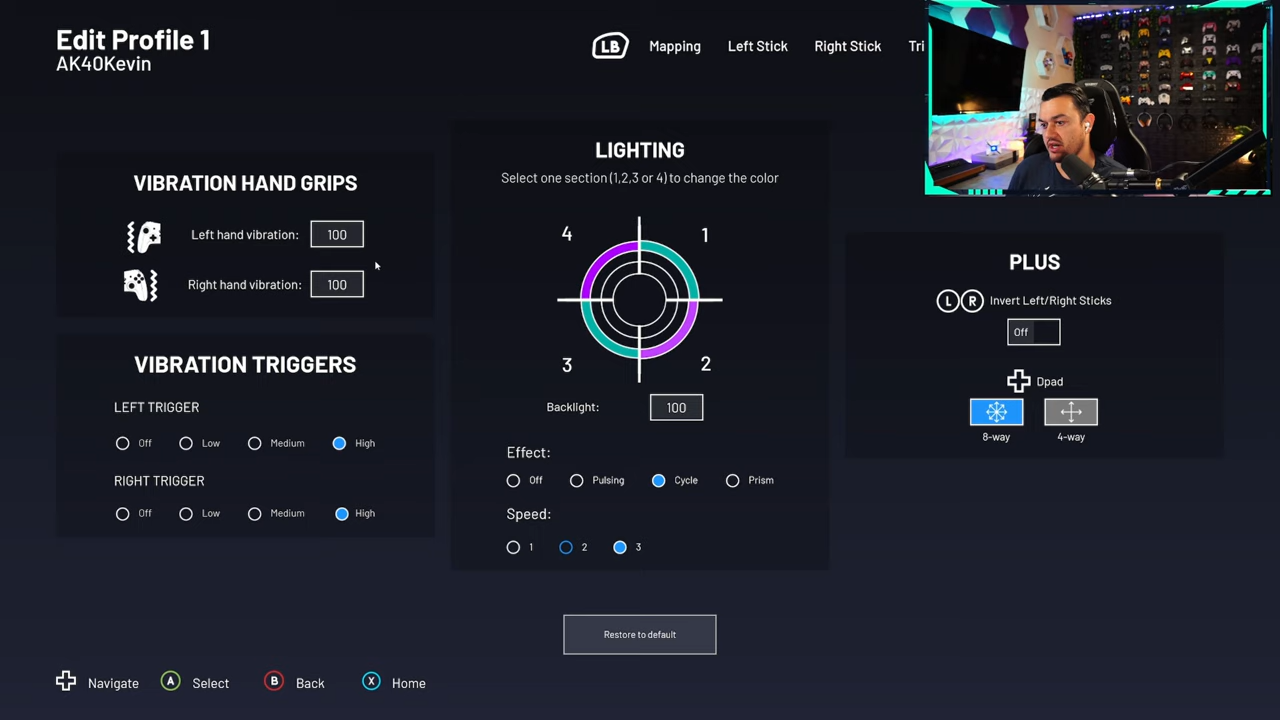 Edit Profile 1
AK40Kevin
LB Mapping Left Stick Right Stick Tri
VIBRATION HAND GRIPS
Left hand vibration: 100
Right hand vibration: 100
VIBRATION TRIGGERS
LEFT TRIGGER
Off Low Medium High
RIGHT TRIGGER
Off Low Medium High
LIGHTING
Select one section (1,2,3 or 4) to change the color
4 1
3 2
Backlight: 100
Effect:
Off Pulsing Cycle Prism
Speed:
1 2 3
PLUS
L R Invert Left/Right Sticks
Off
Dpad
8-way 4-way
Restore to default
Navigate A Select B Back X Home